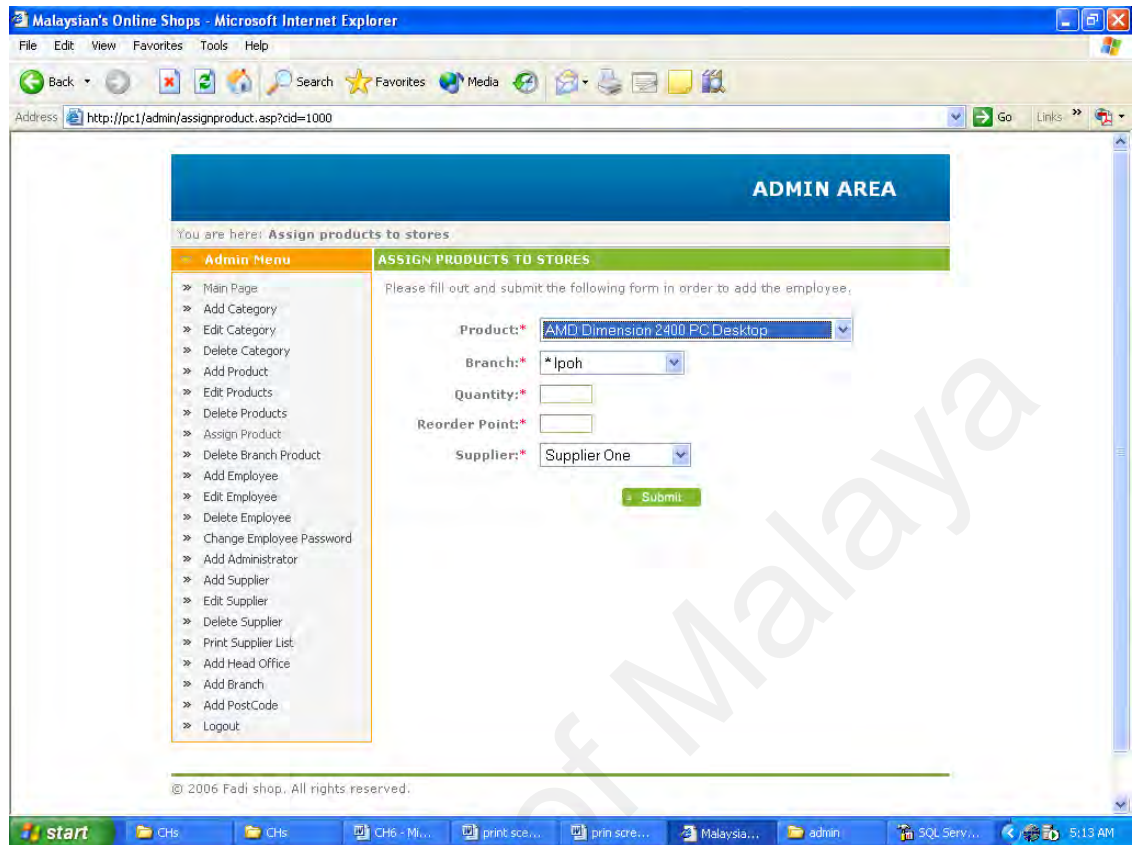 Malaysian's Online Shops - Microsoft Internet Explorer
File Edit View Favorites Tools Help
Back Search Favorites Media
Address http://pc1/admin/assignproduct.asp?cid=1000 Go Links »
ADMIN AREA
You are here: Assign products to stores
Admin Menu
» Main Page
» Add Category
» Edit Category
» Delete Category
» Add Product
» Edit Products
» Delete Products
» Assign Product
» Delete Branch Product
» Add Employee
» Edit Employee
» Delete Employee
» Change Employee Password
» Add Administrator
» Add Supplier
» Edit Supplier
» Delete Supplier
» Print Supplier List
» Add Head Office
» Add Branch
» Add PostCode
» Logout
ASSIGN PRODUCTS TO STORES
Please fill out and submit the following form in order to add the employee.
Product:* AMD Dimension 2400 PC Desktop
Branch:* *Ipoh
Quantity:*
Reorder Point:*
Supplier:* Supplier One
Submit
© 2006 Fadi shop. All rights reserved.
of Malaya
start CHs CHs CH6 - Mi... print sce... prin scre... Malaysia... admin SQL Serv... 5:13 AM